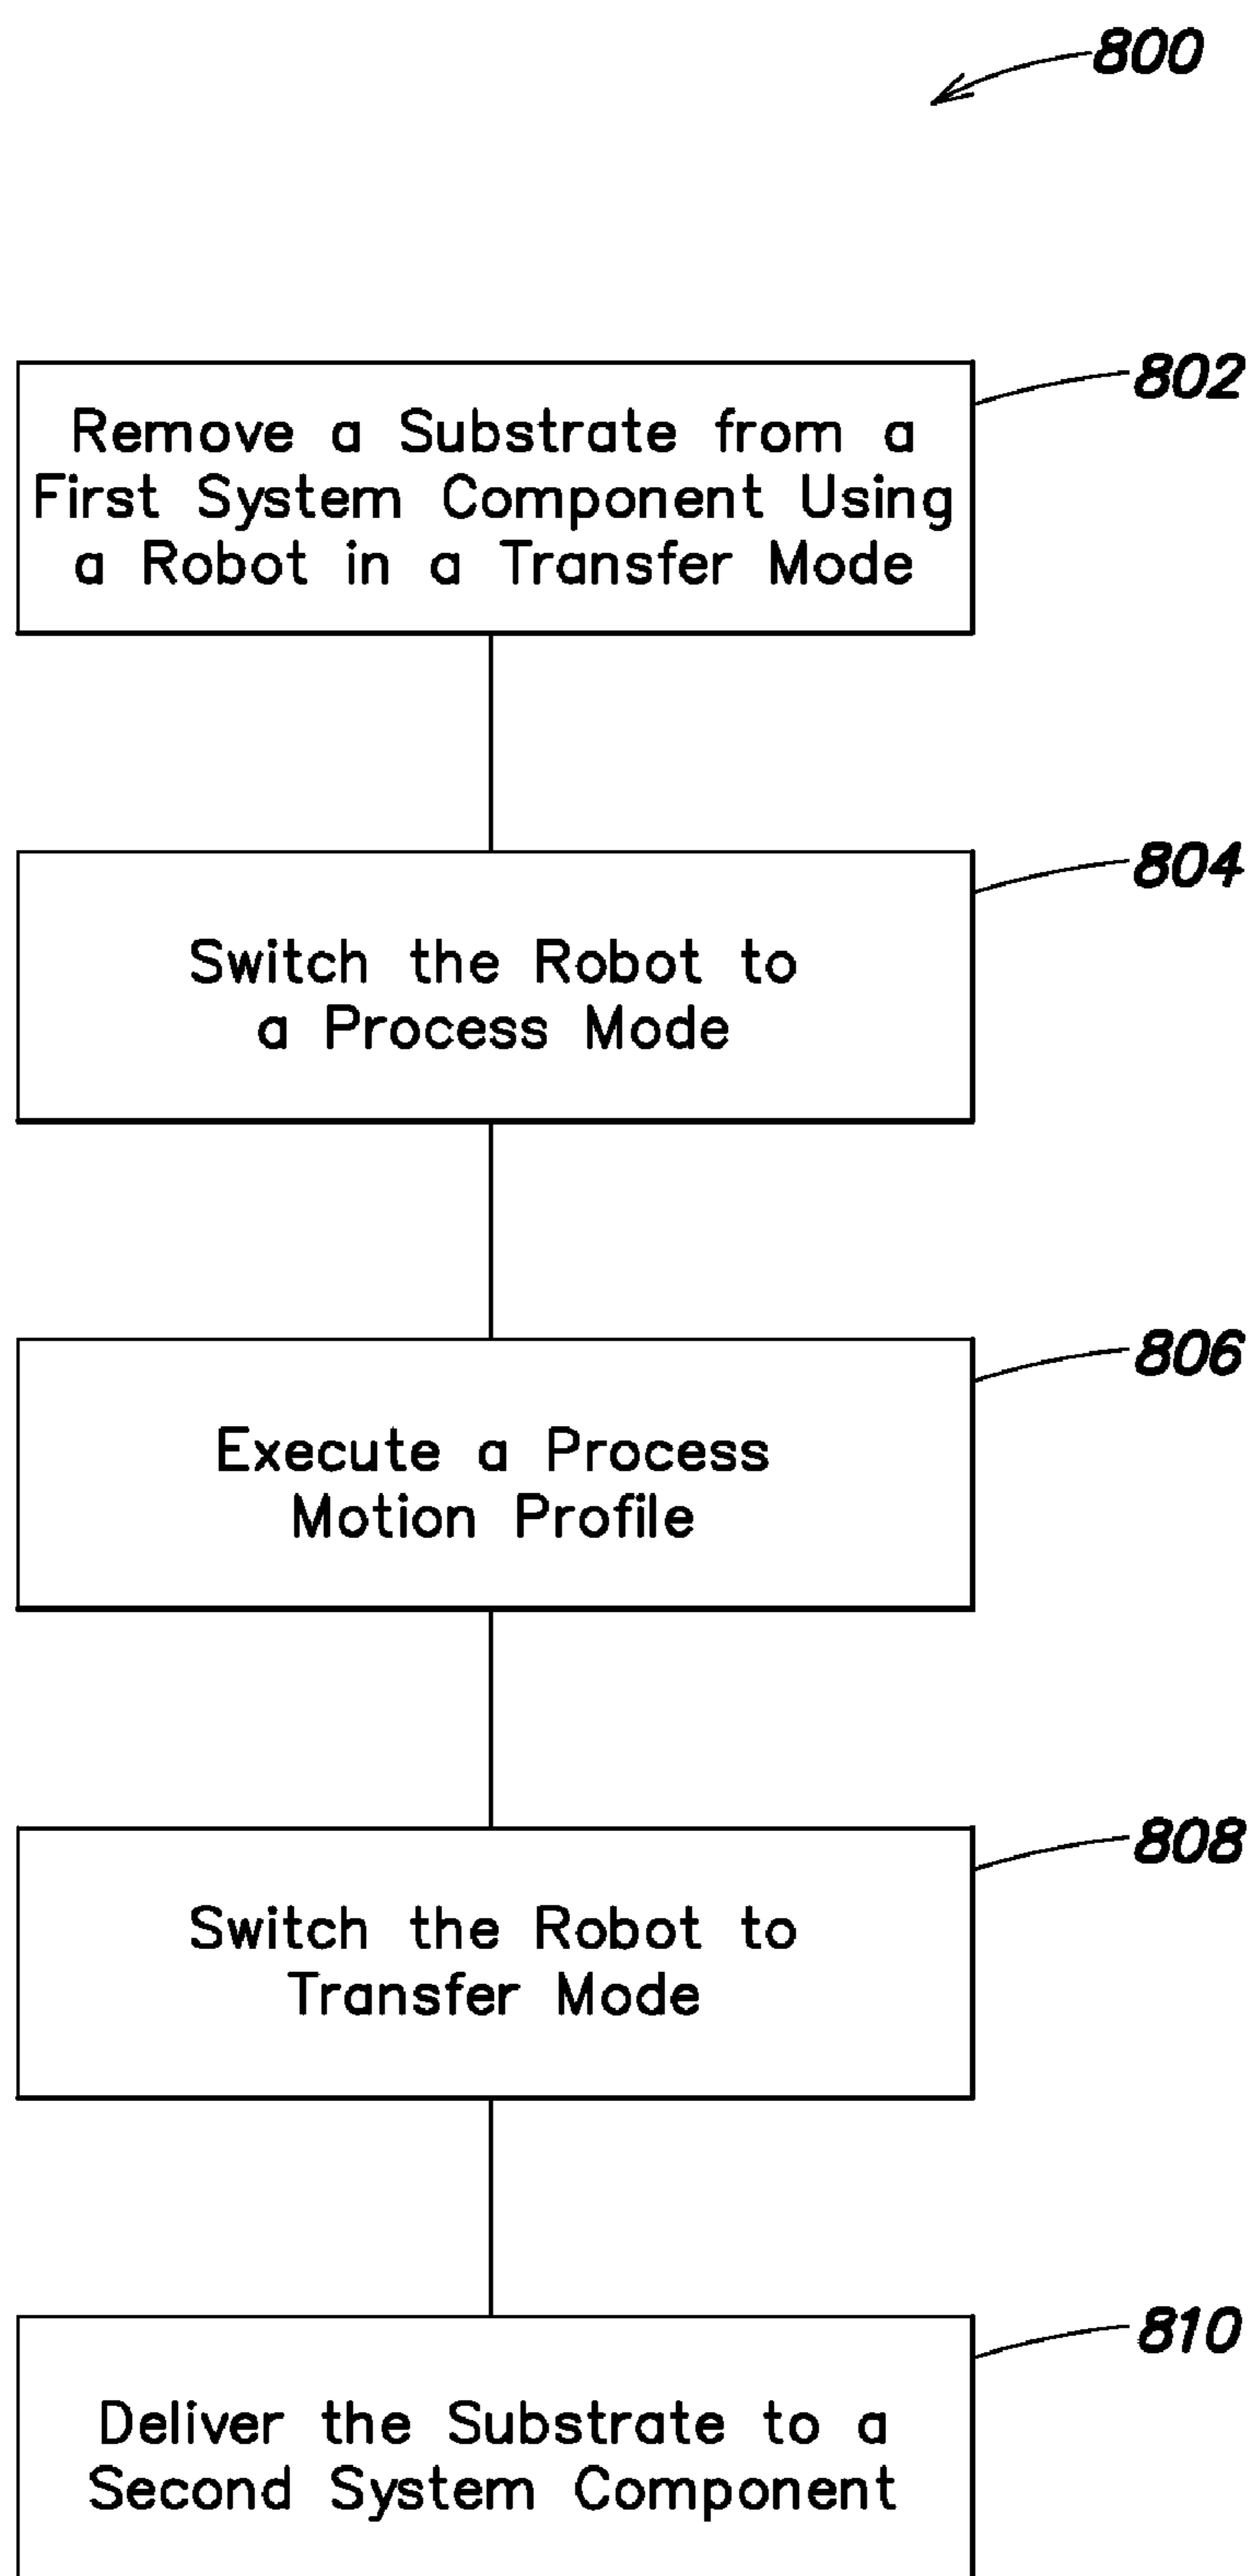 800
802
Remove a Substrate from a
First System Component Using
a Robot in a Transfer Mode
804
Switch the Robot to
a Process Mode
806
Execute a Process
Motion Profile
808
Switch the Robot to
Transfer Mode
810
Deliver the Substrate to a
Second System Component